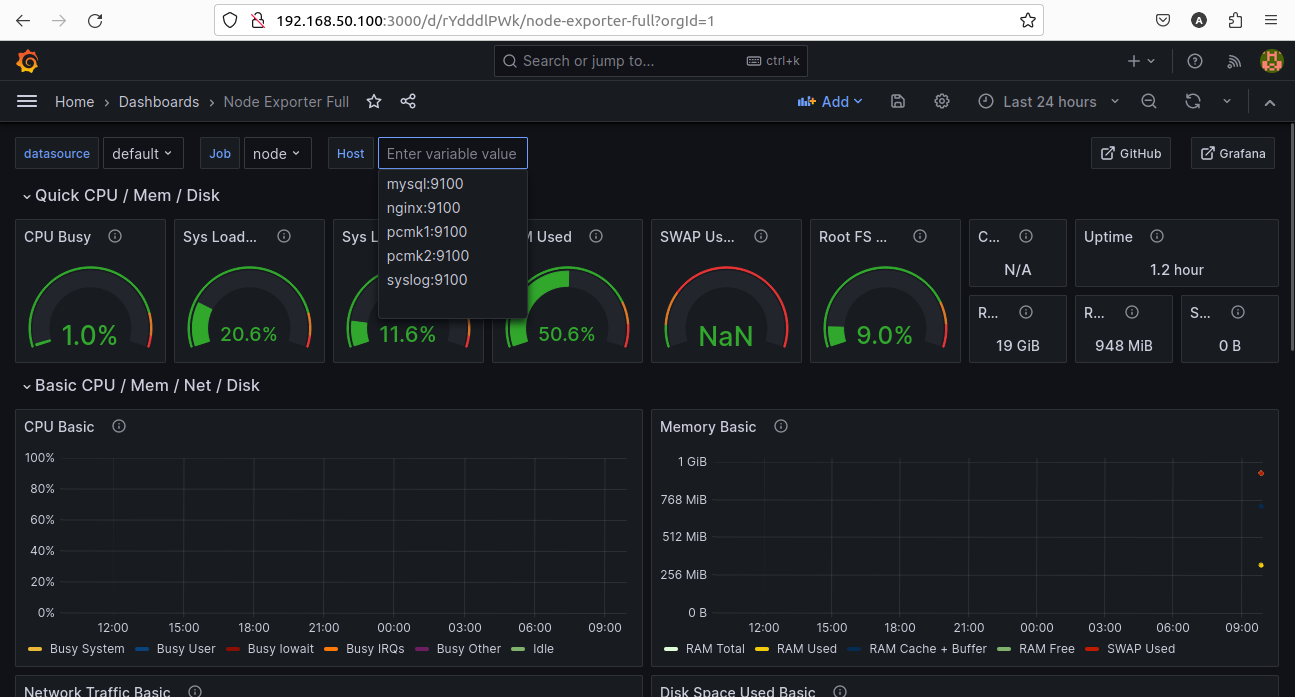 192.168.50.100:3000/d/rYdddlPWk/node-exporter-full?orgId=1
A
Search or jump to... ctrl+k
Home › Dashboards › Node Exporter Full
Add
Last 24 hours
datasource default Job node Host Enter variable value GitHub Grafana
mysql:9100
nginx:9100
pcmk1:9100
pcmk2:9100
syslog:9100
Quick CPU / Mem / Disk
CPU Busy Sys Load... Sys L M Used SWAP Us... Root FS ... C... Uptime
N/A 1.2 hour
R... R... S...
1.0% 20.6% 11.6% 50.6% NaN 9.0% 19 GiB 948 MiB 0 B
Basic CPU / Mem / Net / Disk
CPU Basic
100%
80%
60%
40%
20%
0%
12:00 15:00 18:00 21:00 00:00 03:00 06:00 09:00
Busy System Busy User Busy Iowait Busy IRQs Busy Other Idle
Memory Basic
1 GiB
768 MiB
512 MiB
256 MiB
0 B
12:00 15:00 18:00 21:00 00:00 03:00 06:00 09:00
RAM Total RAM Used RAM Cache + Buffer RAM Free SWAP Used
Network Traffic Basic
Disk Space Used Basic